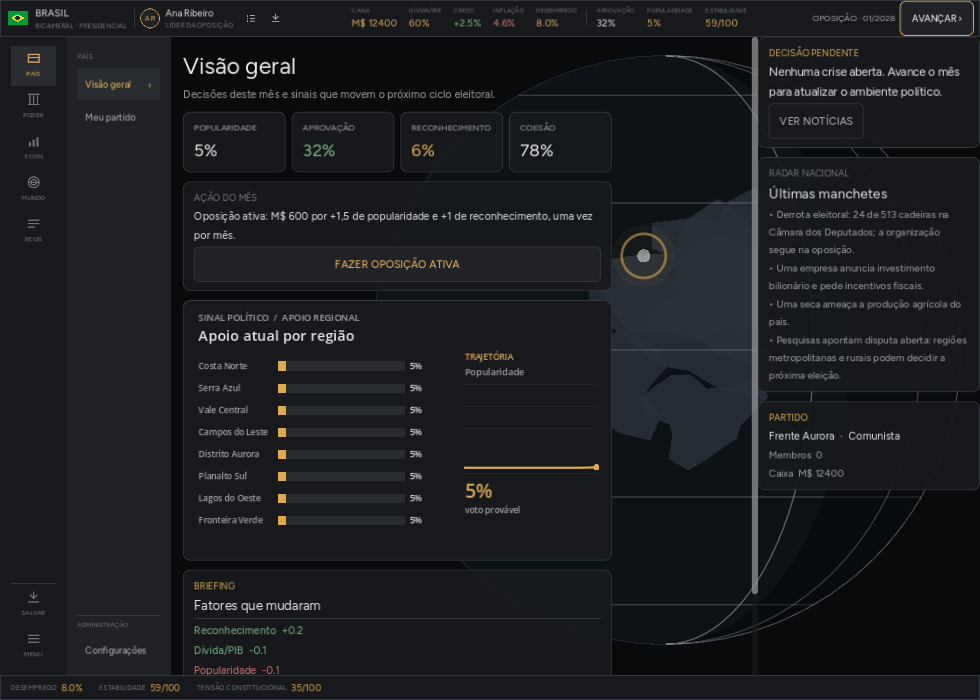 BRASIL
BICAMERAL · PRESIDENCIAL
AR
Ana Ribeiro
LÍDER DA OPOSIÇÃO
CAIXA
M$ 12400
DÍVIDA/PIB
60%
CRESC.
+2.5%
INFLAÇÃO
4.6%
DESEMPREGO
8.0%
APROVAÇÃO
32%
POPULARIDADE
5%
ESTABILIDADE
59/100
OPOSIÇÃO · 01/2028
AVANÇAR ›
PAÍS
PODER
ECON
MUNDO
REGIS
SALVAR
MENU
PAÍS
Visão geral ›
Meu partido
ADMINISTRAÇÃO
Configurações
Visão geral
Decisões deste mês e sinais que movem o próximo ciclo eleitoral.
POPULARIDADE
5%
APROVAÇÃO
32%
RECONHECIMENTO
6%
COESÃO
78%
AÇÃO DO MÊS
Oposição ativa: M$ 600 por +1,5 de popularidade e +1 de reconhecimento, uma vez
por mês.
FAZER OPOSIÇÃO ATIVA
SINAL POLÍTICO / APOIO REGIONAL
Apoio atual por região
Costa Norte 5%
Serra Azul 5%
Vale Central 5%
Campos do Leste 5%
Distrito Aurora 5%
Planalto Sul 5%
Lagos do Oeste 5%
Fronteira Verde 5%
TRAJETÓRIA
Popularidade
5%
voto provável
BRIEFING
Fatores que mudaram
Reconhecimento +0.2
Dívida/PIB -0.1
Popularidade -0.1
DECISÃO PENDENTE
Nenhuma crise aberta. Avance o mês
para atualizar o ambiente político.
VER NOTÍCIAS
RADAR NACIONAL
Últimas manchetes
• Derrota eleitoral: 24 de 513 cadeiras na
Câmara dos Deputados; a organização
segue na oposição.
• Uma empresa anuncia investimento
bilionário e pede incentivos fiscais.
• Uma seca ameaça a produção agrícola do
país.
• Pesquisas apontam disputa aberta: regiões
metropolitanas e rurais podem decidir a
próxima eleição.
PARTIDO
Frente Aurora · Comunista
Membros 0
Caixa M$ 12400
DESEMPREGO 8.0%
ESTABILIDADE 59/100
TENSÃO CONSTITUCIONAL 35/100